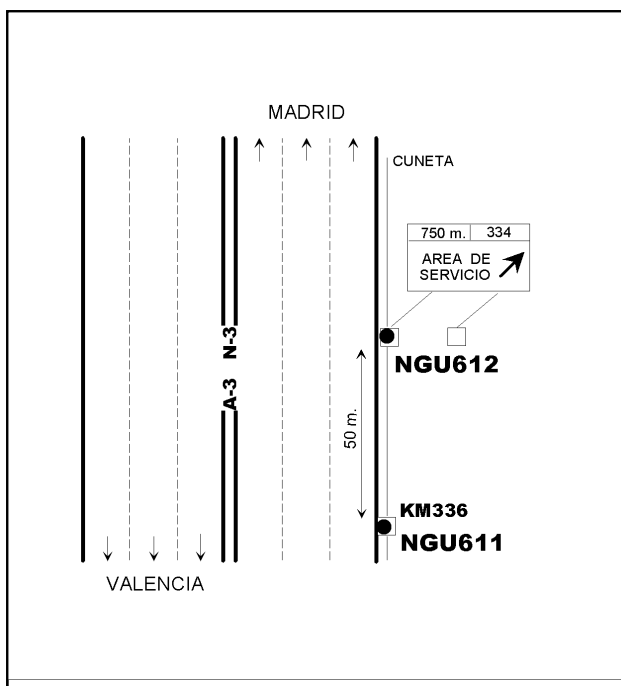 MADRID
CUNETA
750 m. 334
AREA DE
SERVICIO
N-3
NGU612
A-3
50 m.
KM336
NGU611
VALENCIA